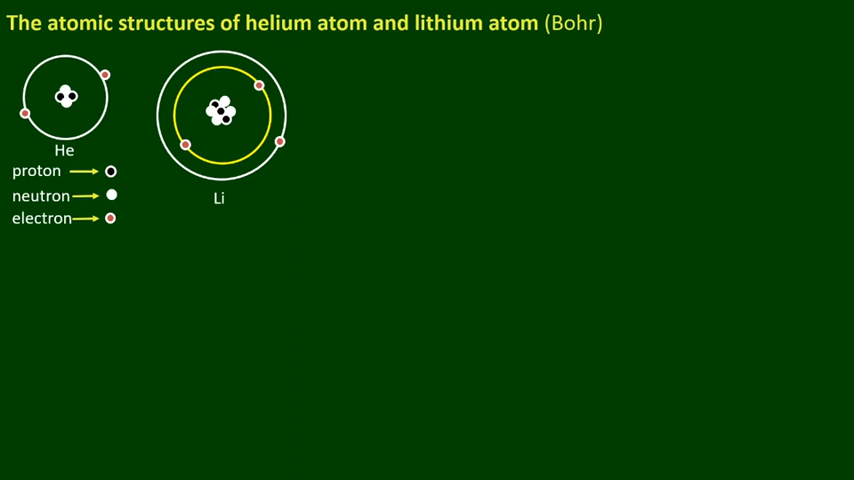 The atomic structures of helium atom and lithium atom (Bohr)
He
Li
proton
neutron
electron